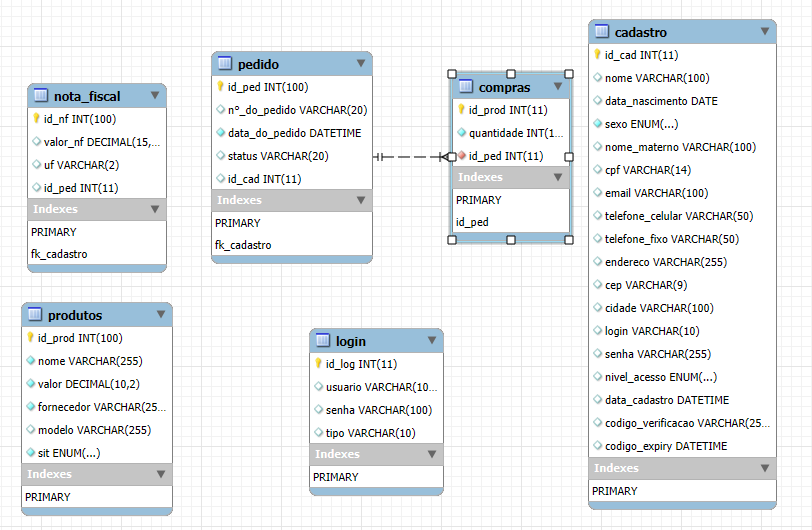 nota_fiscal
id_nf INT(100)
valor_nf DECIMAL(15,...
uf VARCHAR(2)
id_ped INT(11)
Indexes
PRIMARY
fk_cadastro
pedido
id_ped INT(100)
n°_do_pedido VARCHAR(20)
data_do_pedido DATETIME
status VARCHAR(20)
id_cad INT(11)
Indexes
PRIMARY
fk_cadastro
compras
id_prod INT(11)
quantidade INT(1...
id_ped INT(11)
Indexes
PRIMARY
id_ped
cadastro
id_cad INT(11)
nome VARCHAR(100)
data_nascimento DATE
sexo ENUM(...)
nome_materno VARCHAR(100)
cpf VARCHAR(14)
email VARCHAR(100)
telefone_celular VARCHAR(50)
telefone_fixo VARCHAR(50)
endereco VARCHAR(255)
cep VARCHAR(9)
cidade VARCHAR(100)
login VARCHAR(10)
senha VARCHAR(255)
nivel_acesso ENUM(...)
data_cadastro DATETIME
codigo_verificacao VARCHAR(25...
codigo_expiry DATETIME
Indexes
PRIMARY
produtos
id_prod INT(100)
nome VARCHAR(255)
valor DECIMAL(10,2)
fornecedor VARCHAR(25...
modelo VARCHAR(255)
sit ENUM(...)
Indexes
PRIMARY
login
id_log INT(11)
usuario VARCHAR(10...
senha VARCHAR(100)
tipo VARCHAR(10)
Indexes
PRIMARY